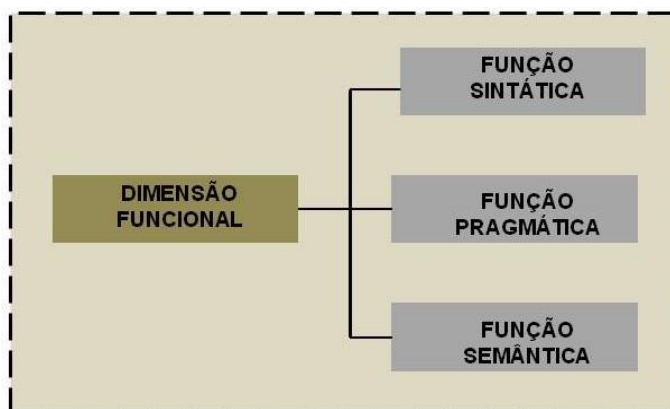 FUNÇÃO
SINTÁTICA
DIMENSÃO
FUNCIONAL
FUNÇÃO
PRAGMÁTICA
FUNÇÃO
SEMÂNTICA